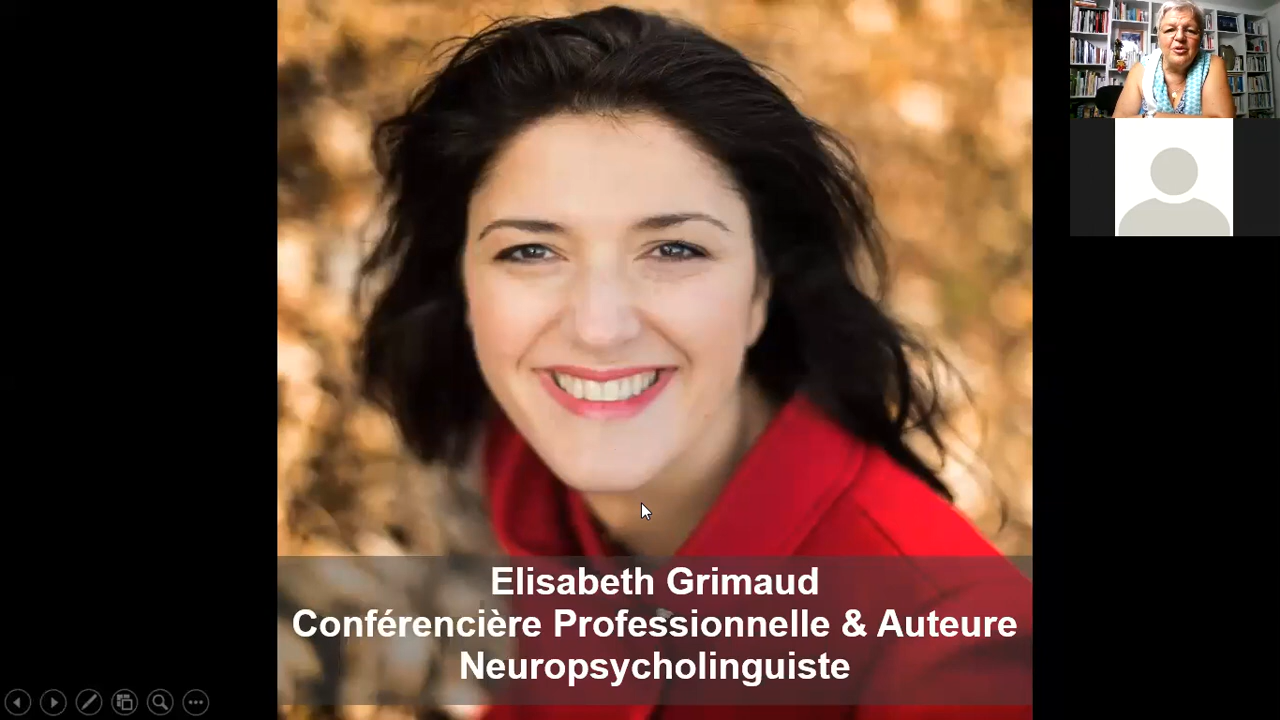 Elisabeth Grimaud
Conférencière Professionnelle & Auteure
Neuropsycholinguiste